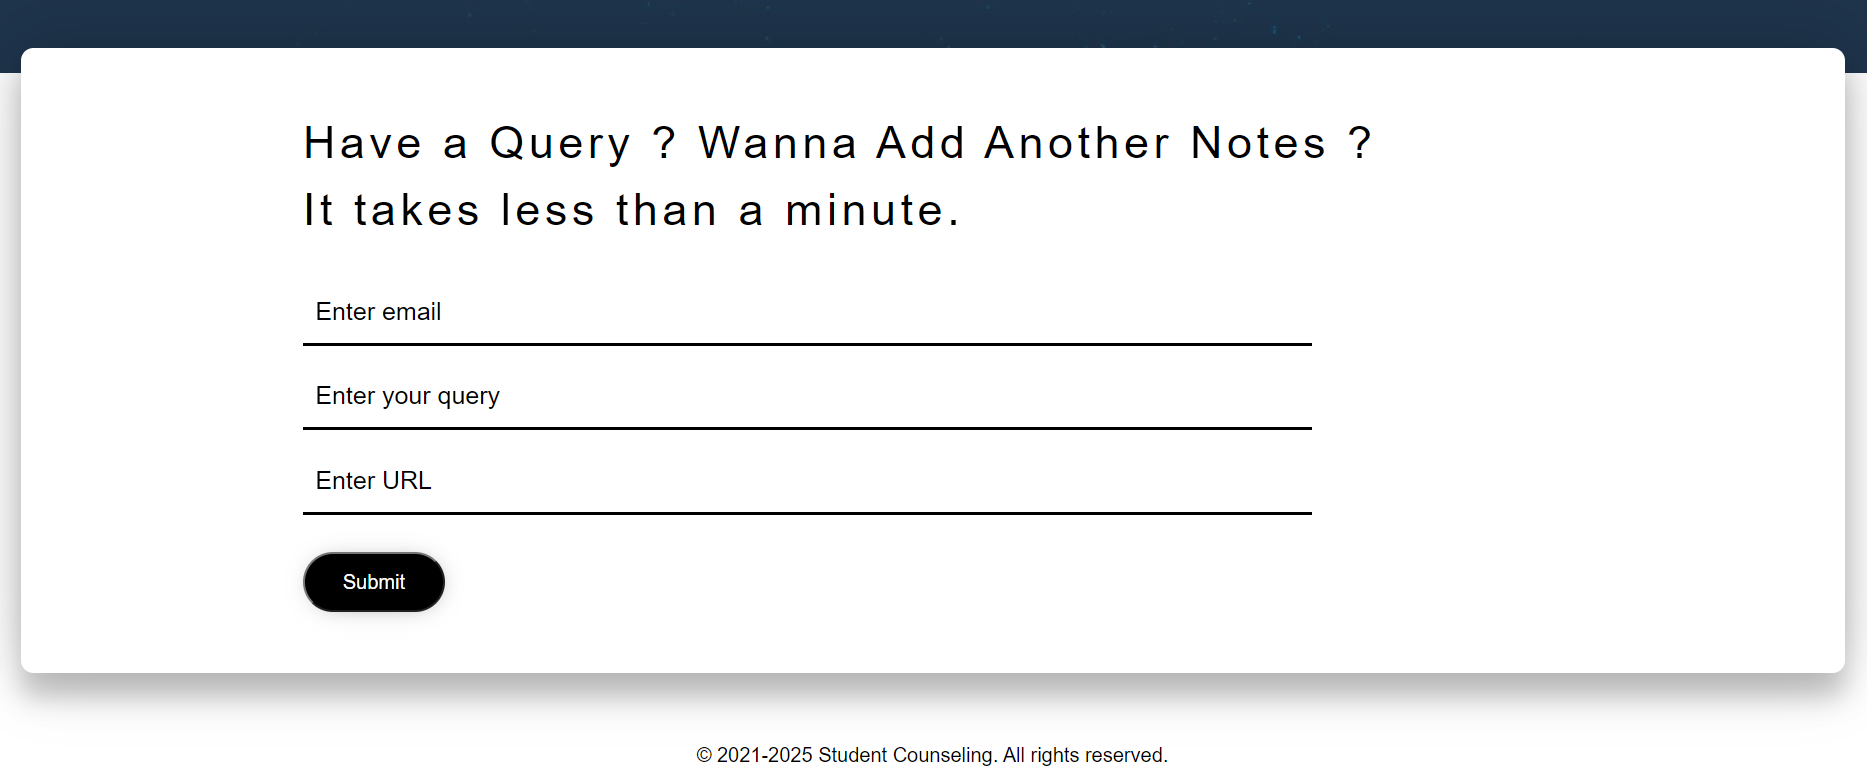 Have a Query ? Wanna Add Another Notes ?
It takes less than a minute.
Enter email
Enter your query
Enter URL
Submit
© 2021-2025 Student Counseling. All rights reserved.